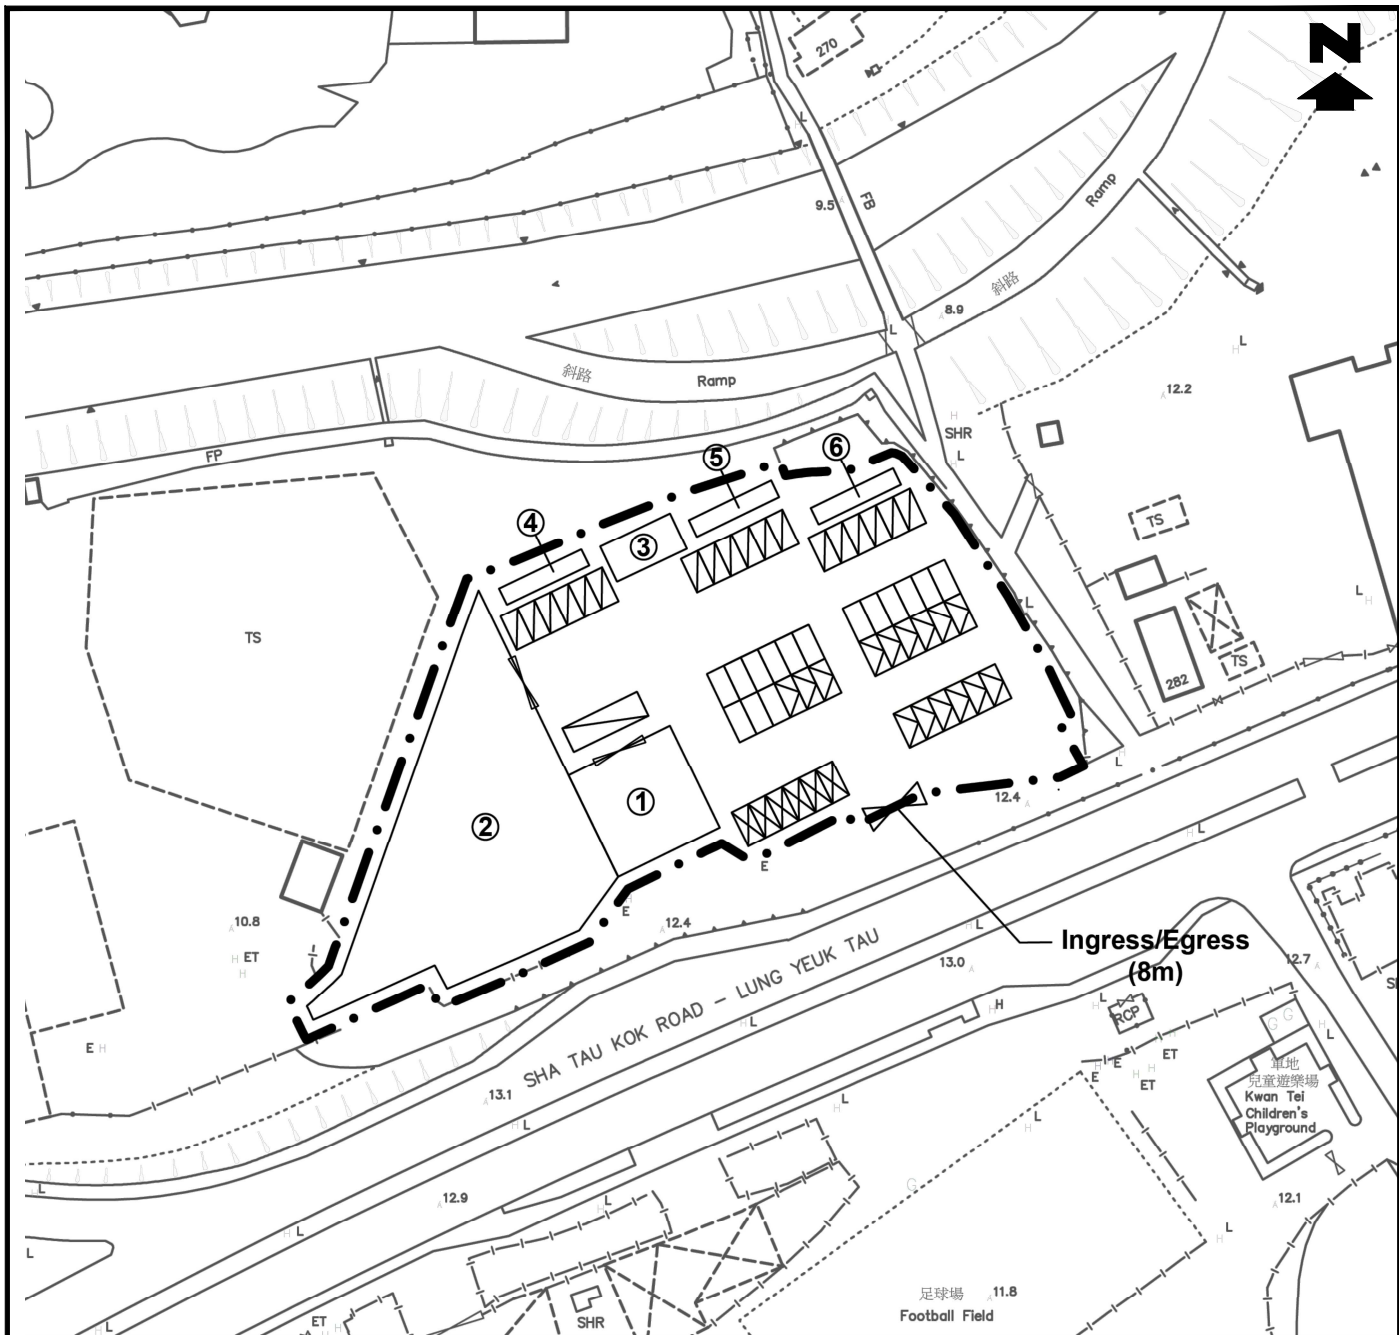 N
270
L
9.5
FB
Ramp
斜路
8.9
L
L
斜路
Ramp
12.2
SHR
L
FP
⑥
⑤
④
③
TS
TS
L
L
TS
282
TS
①
②
12.4
L
L
E
E
12.4
10.8
ET
Ingress/Egress
(8m)
L
13.0
12.7
SHA TAU KOK ROAD – LUNG YEUK TAU
H
L
RCP
L
L
E
ET
E
ET
E
13.1
L
L
L
軍地
兒童遊樂場
Kwan Tei
Children's
Playground
G
G
G
L
12.9
L
L
12.1
L
L
L
足球場
11.8
Football Field
ET
L
SHR